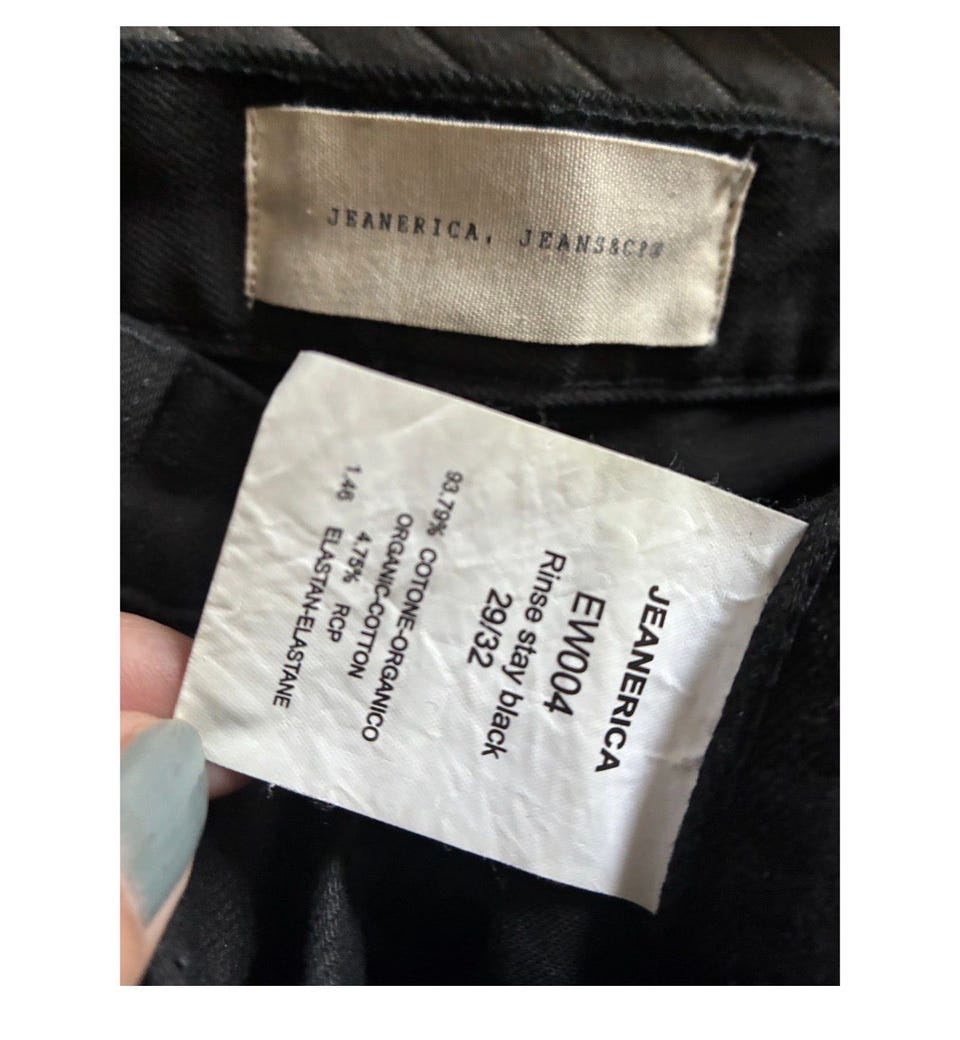 JEANERICA, JEANS&C?®
JEANERICA
EW004
Rinse stay black
29/32
93.79% COTONE-ORGANICO
ORGANIC-COTTON
4.75% RCP
1.46 ELASTAN-ELASTANE